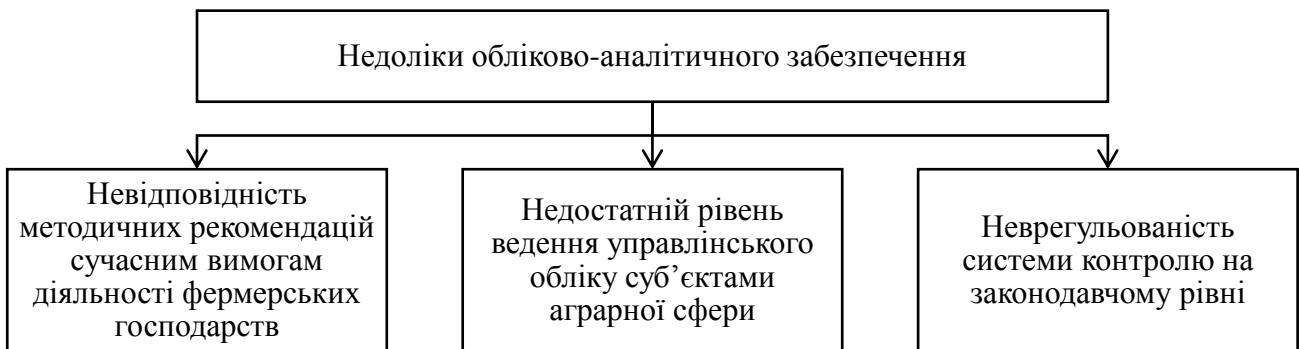 Недоліки обліково-аналітичного забезпечення
Невідповідність
методичних рекомендацій
сучасним вимогам
діяльності фермерських
господарств
Недостатній рівень
ведення управлінського
обліку суб’єктами
аграрної сфери
Неврегульованість
системи контролю на
законодавчому рівні